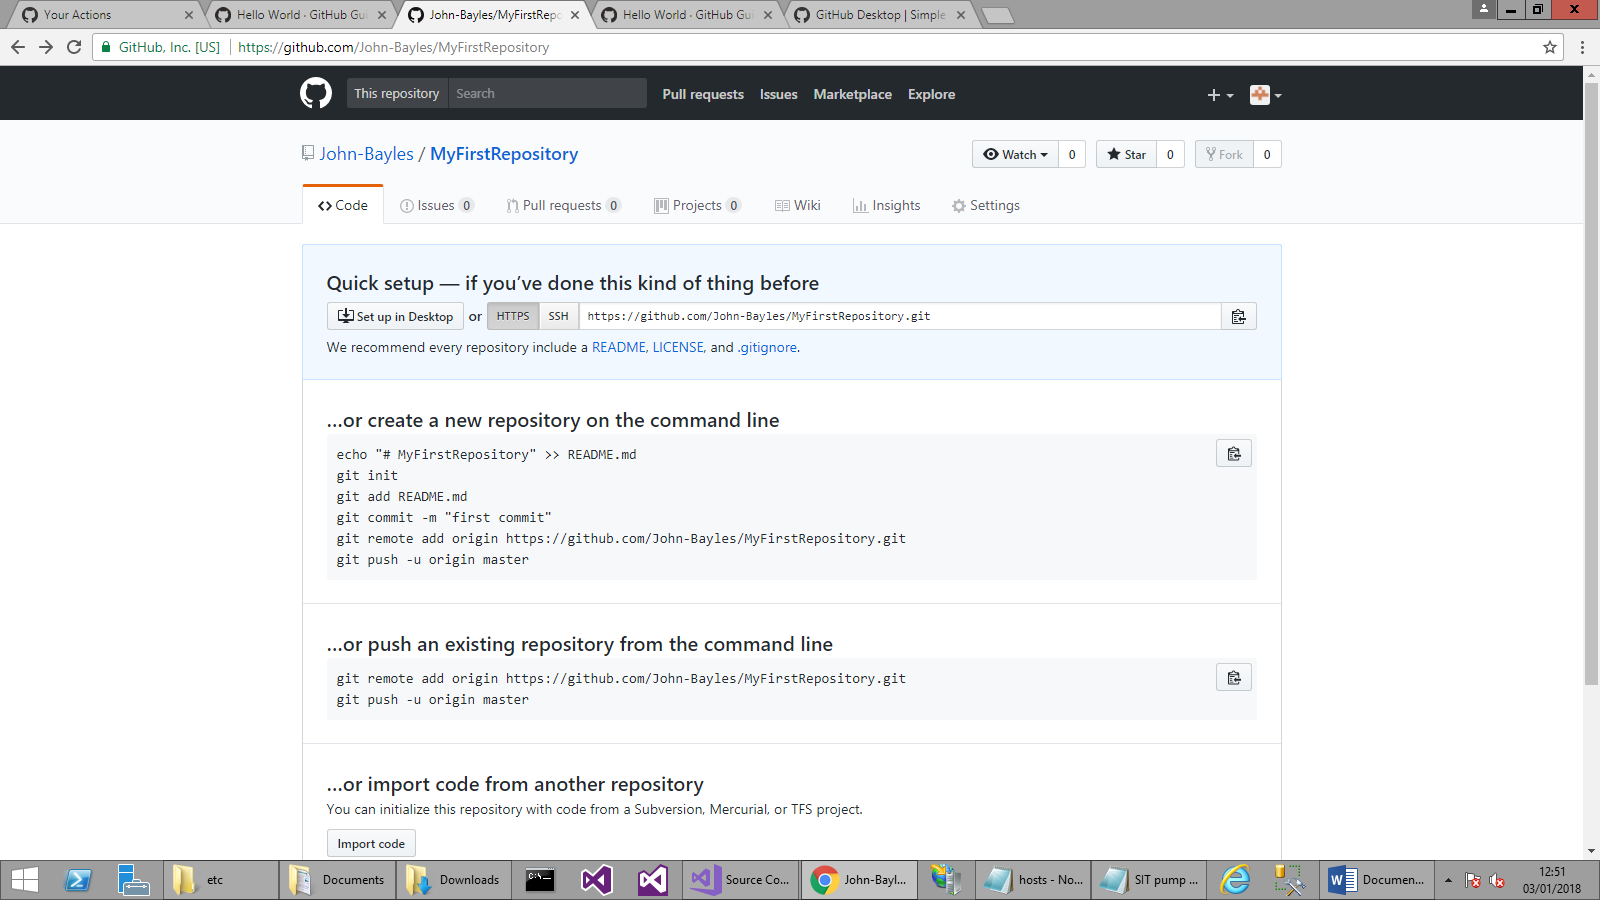 Your Actions
Hello World · GitHub Gui
John-Bayles/MyFirstRepo
Hello World · GitHub Gui
GitHub Desktop | Simple
GitHub, Inc. [US] https://github.com/John-Bayles/MyFirstRepository
This repository Search Pull requests Issues Marketplace Explore
John-Bayles / MyFirstRepository
Watch 0 Star 0 Fork 0
Code Issues 0 Pull requests 0 Projects 0 Wiki Insights Settings
Quick setup — if you’ve done this kind of thing before
Set up in Desktop or HTTPS SSH https://github.com/John-Bayles/MyFirstRepository.git
We recommend every repository include a README, LICENSE, and .gitignore.
…or create a new repository on the command line
echo "# MyFirstRepository" >> README.md
git init
git add README.md
git commit -m "first commit"
git remote add origin https://github.com/John-Bayles/MyFirstRepository.git
git push -u origin master
…or push an existing repository from the command line
git remote add origin https://github.com/John-Bayles/MyFirstRepository.git
git push -u origin master
…or import code from another repository
You can initialize this repository with code from a Subversion, Mercurial, or TFS project.
Import code
etc Documents Downloads Source Co... John-Bayl... hosts - No... SIT pump ... Documen...
12:51
03/01/2018